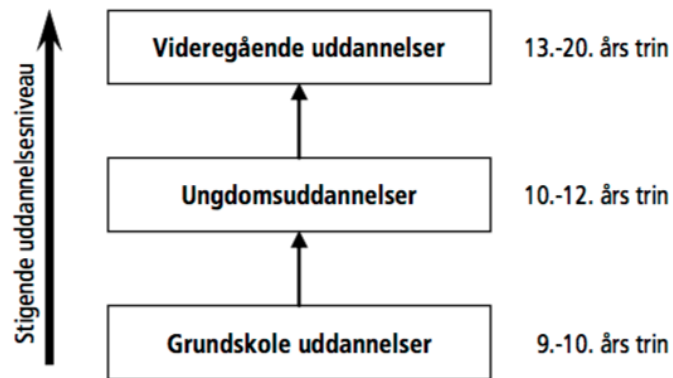 Stigende uddannelsesniveau
Videregående uddannelser
13.-20. års trin
Ungdomsuddannelser
10.-12. års trin
Grundskole uddannelser
9.-10. års trin